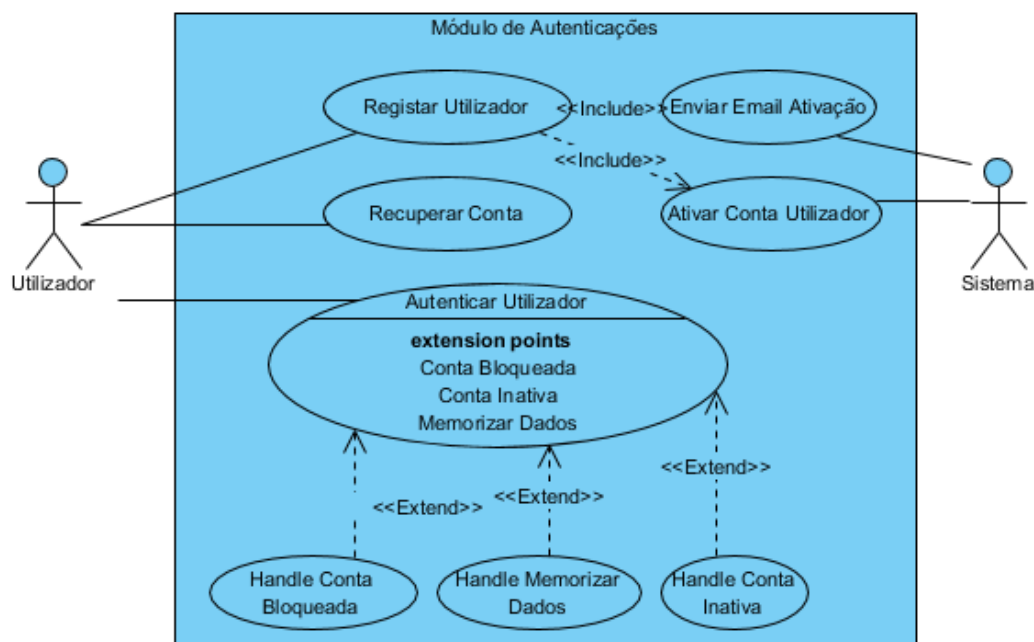 Módulo de Autenticações
Registar Utilizador
<<Include>>
Enviar Email Ativação
<<Include>>
Recuperar Conta
Ativar Conta Utilizador
Utilizador
Sistema
Autenticar Utilizador
extension points
Conta Bloqueada
Conta Inativa
Memorizar Dados
<<Extend>>
<<Extend>>
<<Extend>>
Handle Conta
Bloqueada
Handle Memorizar
Dados
Handle Conta
Inativa